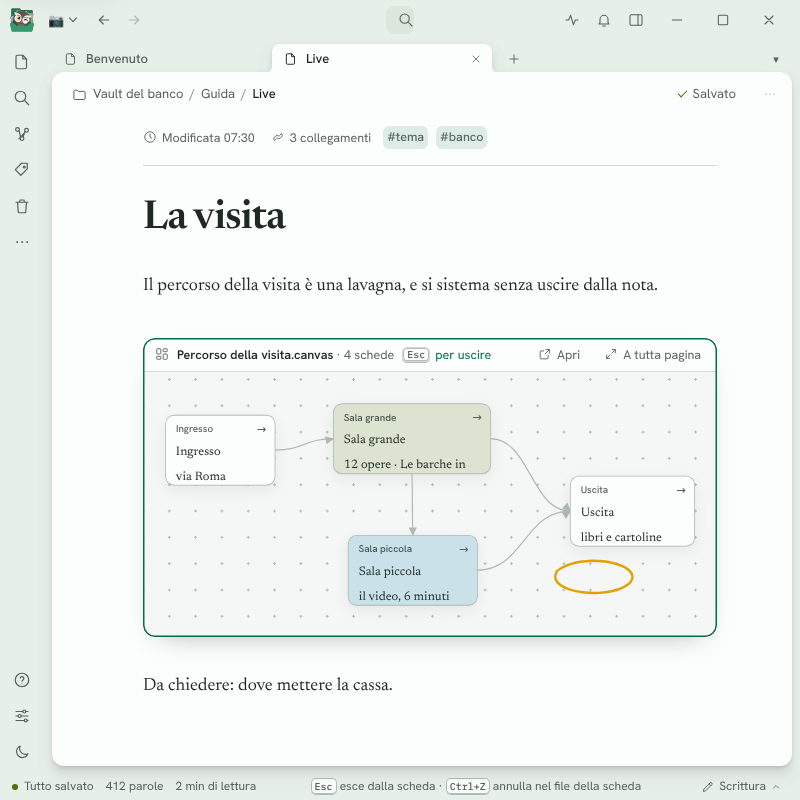 Benvenuto
Live
Vault del banco / Guida / Live
Salvato
Modificata 07:30
3 collegamenti
#tema
#banco
La visita
Il percorso della visita è una lavagna, e si sistema senza uscire dalla nota.
Percorso della visita.canvas · 4 schede Esc per uscire
Apri
A tutta pagina
Ingresso →
Ingresso
via Roma
Sala grande →
Sala grande
12 opere · Le barche in
Uscita →
Uscita
libri e cartoline
Sala piccola →
Sala piccola
il video, 6 minuti
Da chiedere: dove mettere la cassa.
Tutto salvato
412 parole
2 min di lettura
Esc esce dalla scheda · Ctrl+Z annulla nel file della scheda
Scrittura